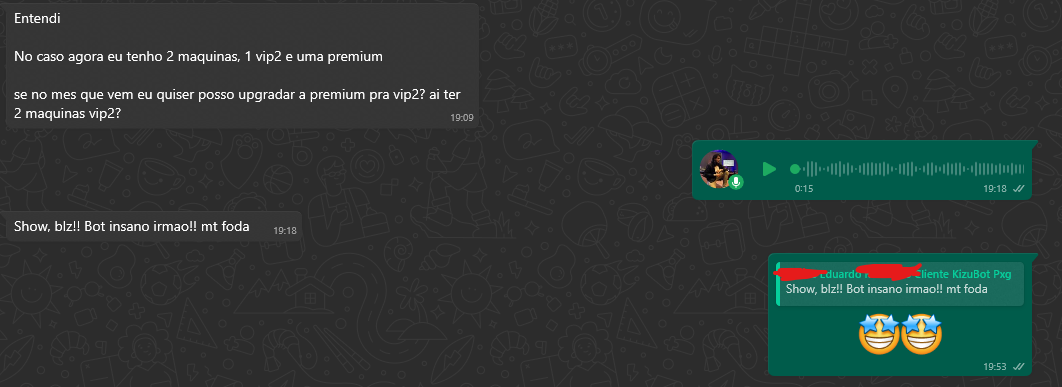 Entendi
No caso agora eu tenho 2 maquinas, 1 vip2 e uma premium
se no mes que vem eu quiser posso upgradar a premium pra vip2? ai ter
2 maquinas vip2?
19:09
0:15
19:18
Show, blz!! Bot insano irmao!! mt foda
19:18
Eduardo Cliente KizuBot Pxg
Show, blz!! Bot insano irmao!! mt foda
19:53